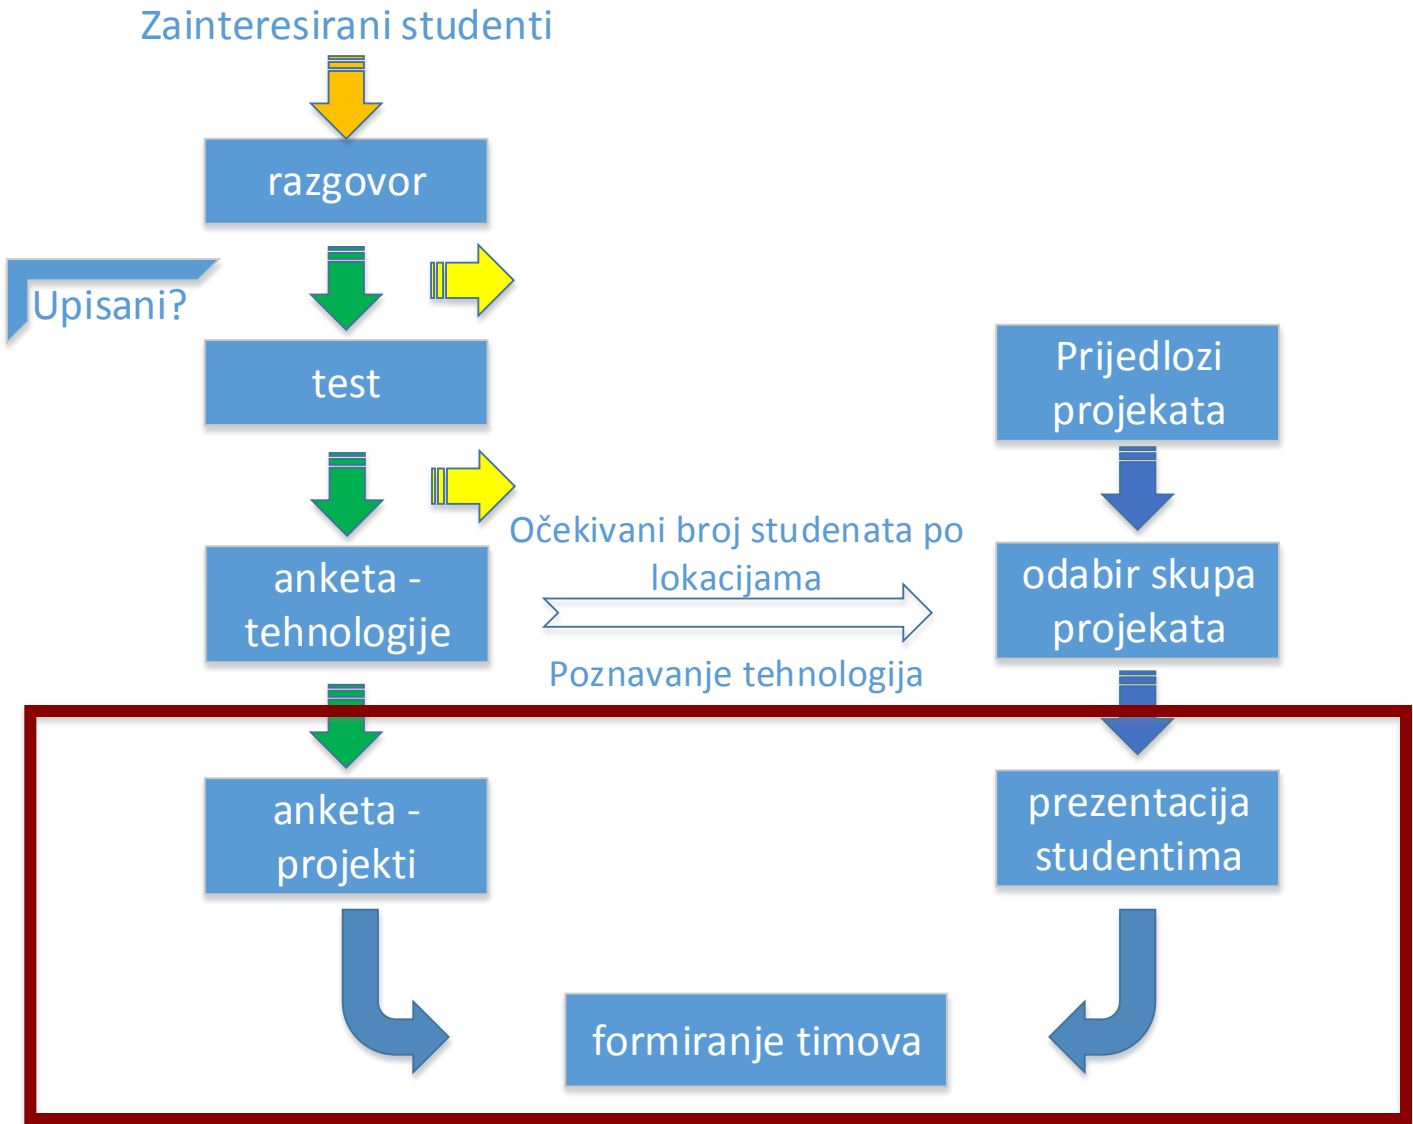 Zainteresirani studenti
razgovor
Upisani?
test
Prijedlozi
projekata
Očekivani broj studenata po
lokacijama
anketa -
tehnologije
odabir skupa
projekata
Poznavanje tehnologija
anketa -
projekti
prezentacija
studentima
formiranje timova